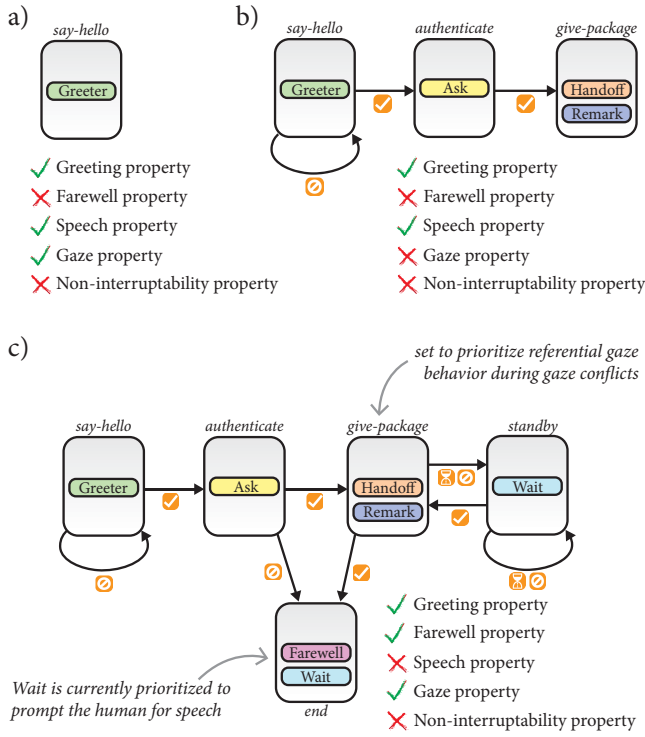 a)
say-hello
Greeter
Greeting property
Farewell property
Speech property
Gaze property
Non-interruptability property
b)
say-hello
authenticate
give-package
Greeter
Ask
Handoff
Remark
Greeting property
Farewell property
Speech property
Gaze property
Non-interruptability property
c)
set to prioritize referential gaze
behavior during gaze conflicts
say-hello
authenticate
give-package
standby
Greeter
Ask
Handoff
Remark
Wait
Farewell
Wait
end
Wait is currently prioritized to
prompt the human for speech
Greeting property
Farewell property
Speech property
Gaze property
Non-interruptability property